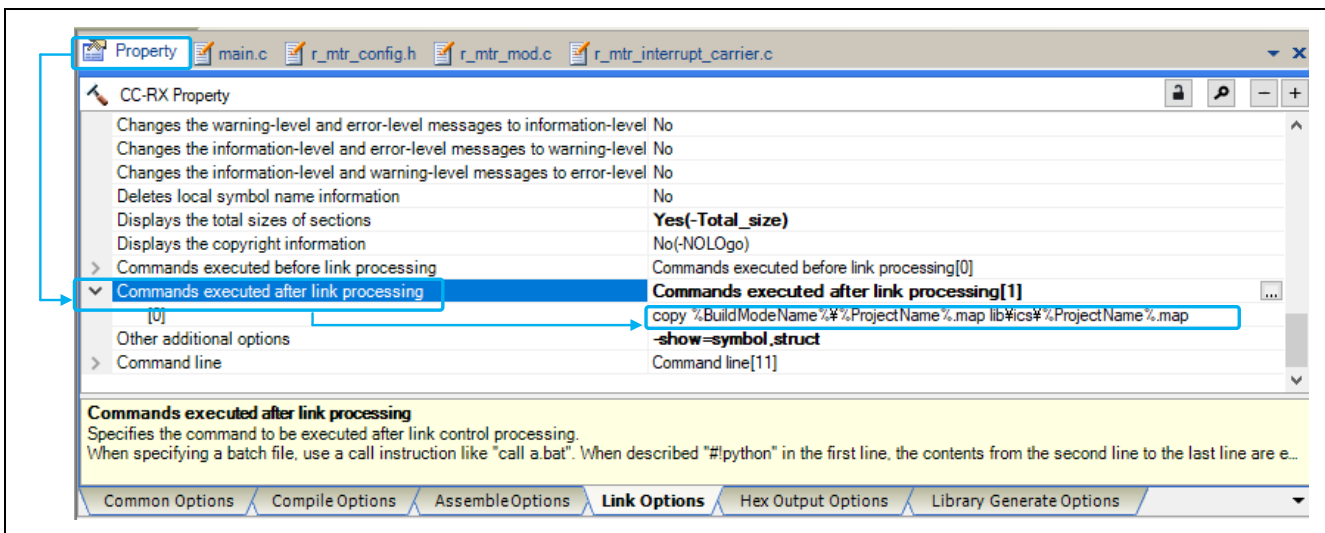 Property main.c r_mtr_config.h r_mtr_mod.c r_mtr_interrupt_carrier.c
CC-RX Property
Changes the warning-level and error-level messages to information-level No
Changes the information-level and error-level messages to warning-level No
Changes the information-level and warning-level messages to error-level No
Deletes local symbol name information No
Displays the total sizes of sections Yes(-Total_size)
Displays the copyright information No(-NOLOgo)
Commands executed before link processing Commands executed before link processing[0]
Commands executed after link processing Commands executed after link processing[1] ...
[0] copy %BuildModeName%¥%ProjectName%.map lib¥ics¥%ProjectName%.map
Other additional options -show=symbol,struct
Command line Command line[11]
Commands executed after link processing
Specifies the command to be executed after link control processing.
When specifying a batch file, use a call instruction like "call a.bat". When described "#!python" in the first line, the contents from the second line to the last line are e...
Common Options Compile Options Assemble Options Link Options Hex Output Options Library Generate Options